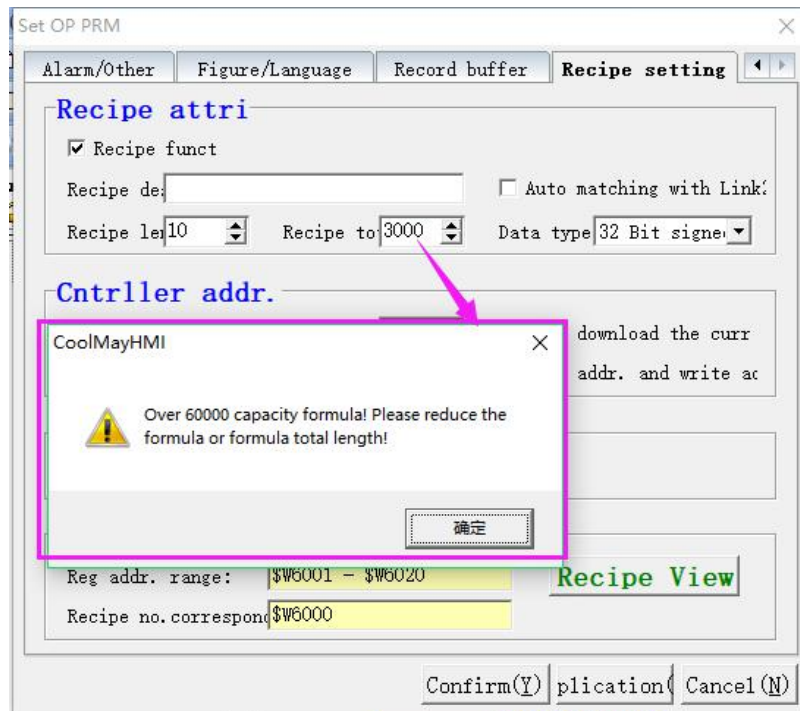 Set OP PRM
Alarm/Other Figure/Language Record buffer Recipe setting
Recipe attri
Recipe funct
Recipe de: Auto matching with Link
Recipe le 10 Recipe to 3000 Data type 32 Bit signe
Cntrller addr.
CoolMayHMI
download the curr
addr. and write ac
Over 60000 capacity formula! Please reduce the
formula or formula total length!
确定
Reg addr. range: $W6001 - $W6020
Recipe View
Recipe no.correspond $W6000
Confirm(Y) plication( Cancel(N)